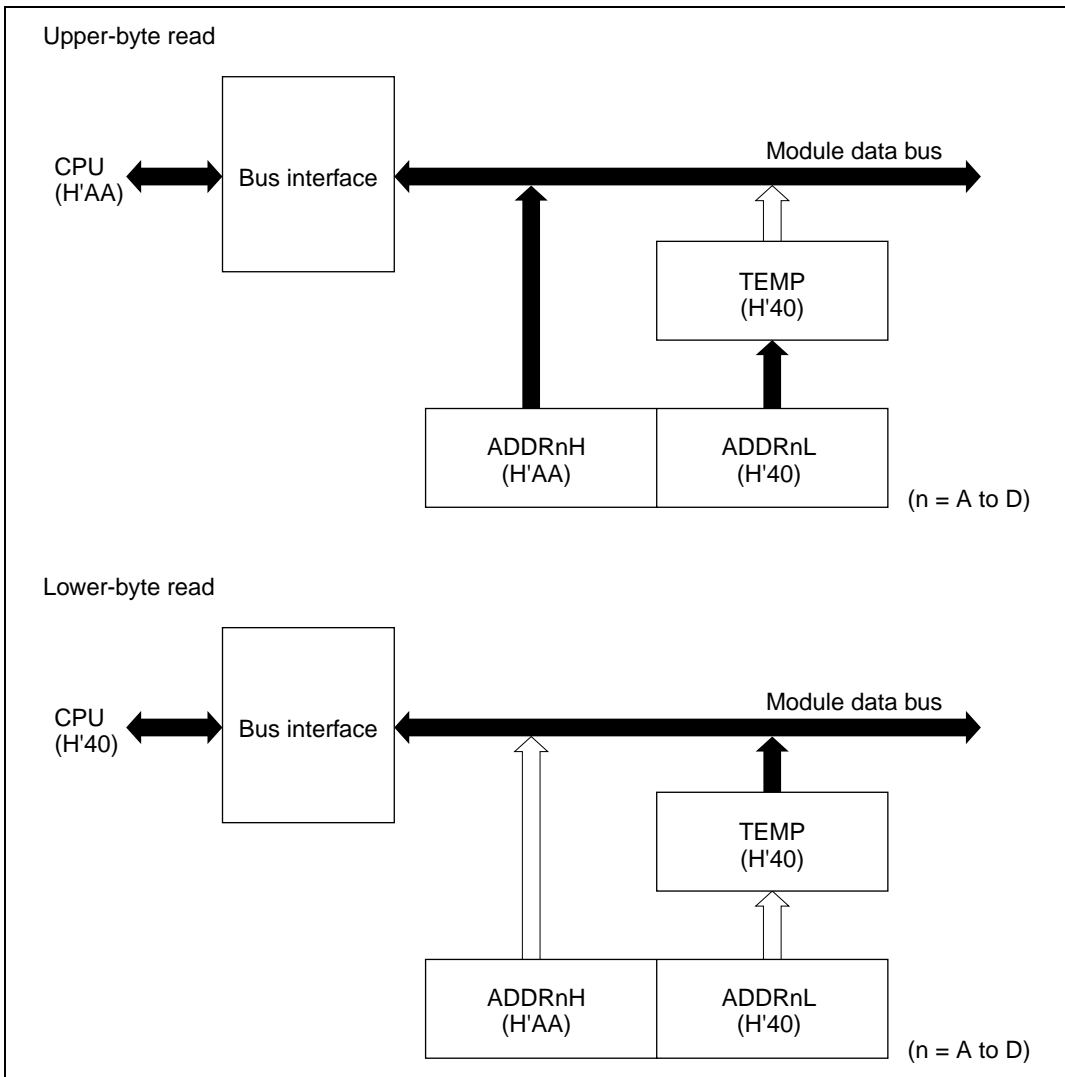 Upper-byte read
Module data bus
CPU
(H'AA)
Bus interface
TEMP
(H'40)
ADDRnH
(H'AA)
ADDRnL
(H'40)
(n = A to D)
Lower-byte read
Module data bus
CPU
(H'40)
Bus interface
TEMP
(H'40)
ADDRnH
(H'AA)
ADDRnL
(H'40)
(n = A to D)